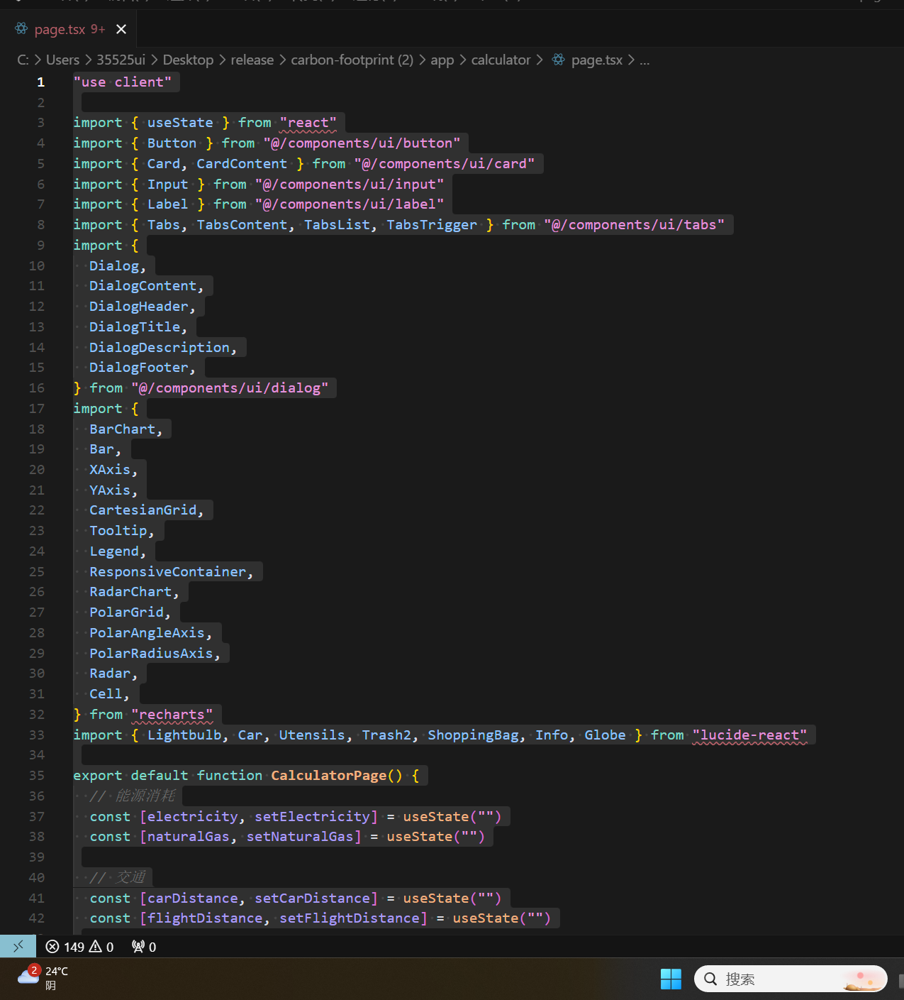 page.tsx 9+
C: > Users > 35525ui > Desktop > release > carbon-footprint (2) > app > calculator > page.tsx > ...
1 "use client"
2
3 import { useState } from "react"
4 import { Button } from "@/components/ui/button"
5 import { Card, CardContent } from "@/components/ui/card"
6 import { Input } from "@/components/ui/input"
7 import { Label } from "@/components/ui/label"
8 import { Tabs, TabsContent, TabsList, TabsTrigger } from "@/components/ui/tabs"
9 import {
10 Dialog,
11 DialogContent,
12 DialogHeader,
13 DialogTitle,
14 DialogDescription,
15 DialogFooter,
16 } from "@/components/ui/dialog"
17 import {
18 BarChart,
19 Bar,
20 XAxis,
21 YAxis,
22 CartesianGrid,
23 Tooltip,
24 Legend,
25 ResponsiveContainer,
26 RadarChart,
27 PolarGrid,
28 PolarAngleAxis,
29 PolarRadiusAxis,
30 Radar,
31 Cell,
32 } from "recharts"
33 import { Lightbulb, Car, Utensils, Trash2, ShoppingBag, Info, Globe } from "lucide-react"
34
35 export default function CalculatorPage() {
36 // 能源消耗
37 const [electricity, setElectricity] = useState("")
38 const [naturalGas, setNaturalGas] = useState("")
39
40 // 交通
41 const [carDistance, setCarDistance] = useState("")
42 const [flightDistance, setFlightDistance] = useState("")
149 0 0
2 24°C
阴
搜索